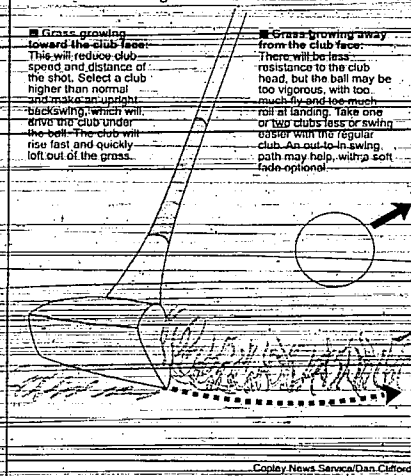 ■ Grass growing
toward the club face:
This will reduce club
speed and distance of
the shot. Select a club
higher than normal
and make an upright
backswing, which will
drive the club under
the ball. The club will
rise fast and quickly
loft out of the grass.
■ Grass growing away
from the club face:
There will be less
resistance to the club
head, but the ball may be
too vigorous, with too
much fly and too much
roll at landing. Take one
or two clubs less or swing
easier with the regular
club. An out-to-in swing
path may help, with a soft
fade optional.
Copley News Service/Dan Clifford